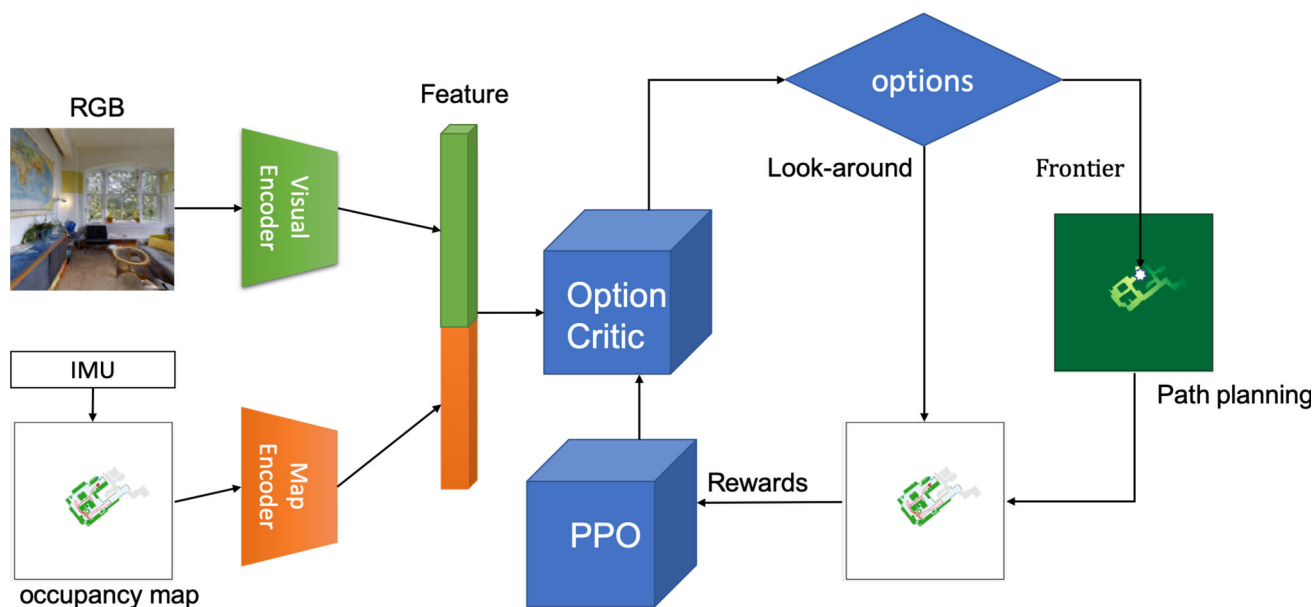 RGB
Visual
Encoder
Feature
IMU
occupancy map
Map
Encoder
Option
Critic
PPO
options
Look-around
Frontier
Path planning
Rewards